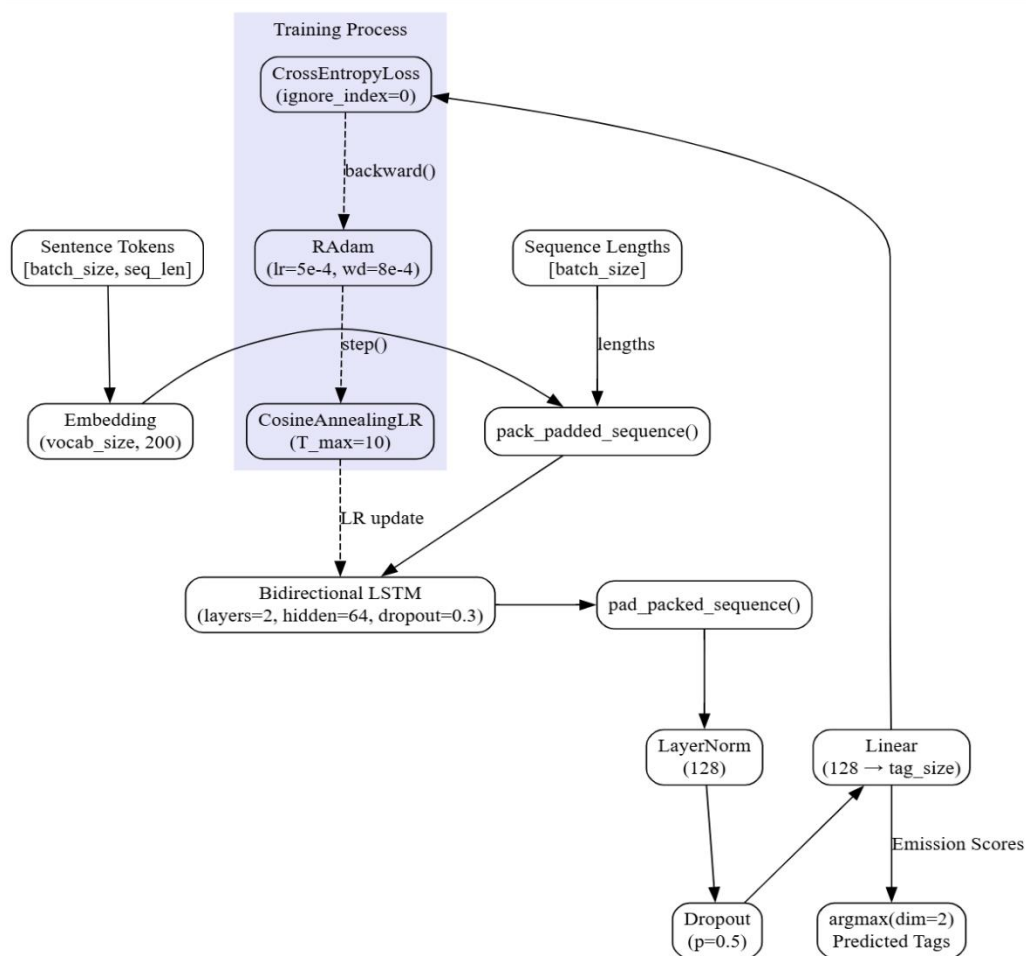 Training Process
CrossEntropyLoss
(ignore_index=0)
backward()
Sentence Tokens
[batch_size, seq_len]
RAdam
(lr=5e-4, wd=8e-4)
Sequence Lengths
[batch_size]
step()
lengths
Embedding
(vocab_size, 200)
CosineAnnealingLR
(T_max=10)
pack_padded_sequence()
LR update
Bidirectional LSTM
(layers=2, hidden=64, dropout=0.3)
pad_packed_sequence()
LayerNorm
(128)
Linear
(128 → tag_size)
Emission Scores
Dropout
(p=0.5)
argmax(dim=2)
Predicted Tags